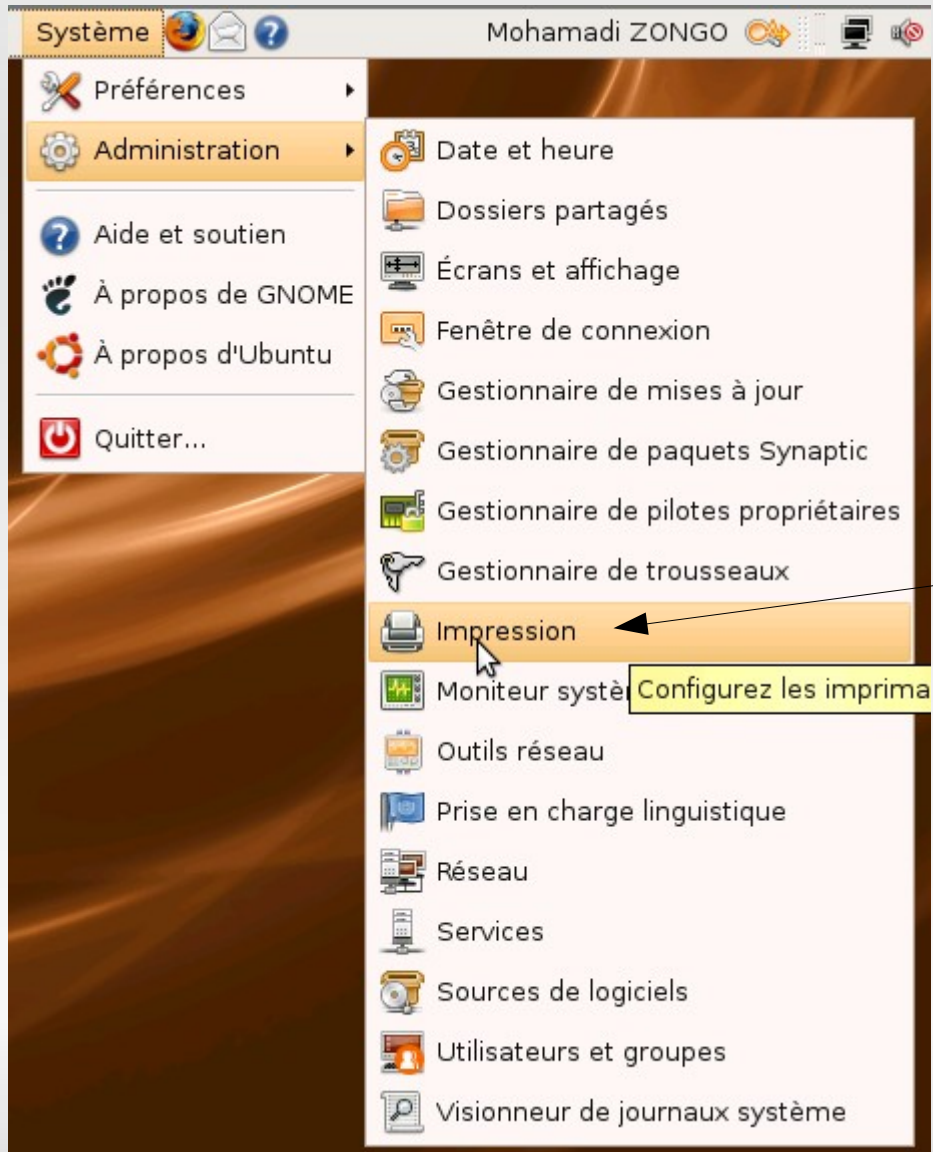 Système
Mohamadi ZONGO
Préférences
Administration
Aide et soutien
À propos de GNOME
À propos d'Ubuntu
Quitter...
Date et heure
Dossiers partagés
Écrans et affichage
Fenêtre de connexion
Gestionnaire de mises à jour
Gestionnaire de paquets Synaptic
Gestionnaire de pilotes propriétaires
Gestionnaire de trousseaux
Impression
Moniteur
Configurez les
Outils réseau
Prise en charge linguistique
Réseau
Services
Sources de logiciels
Utilisateurs et groupes
Visionneur de journaux système